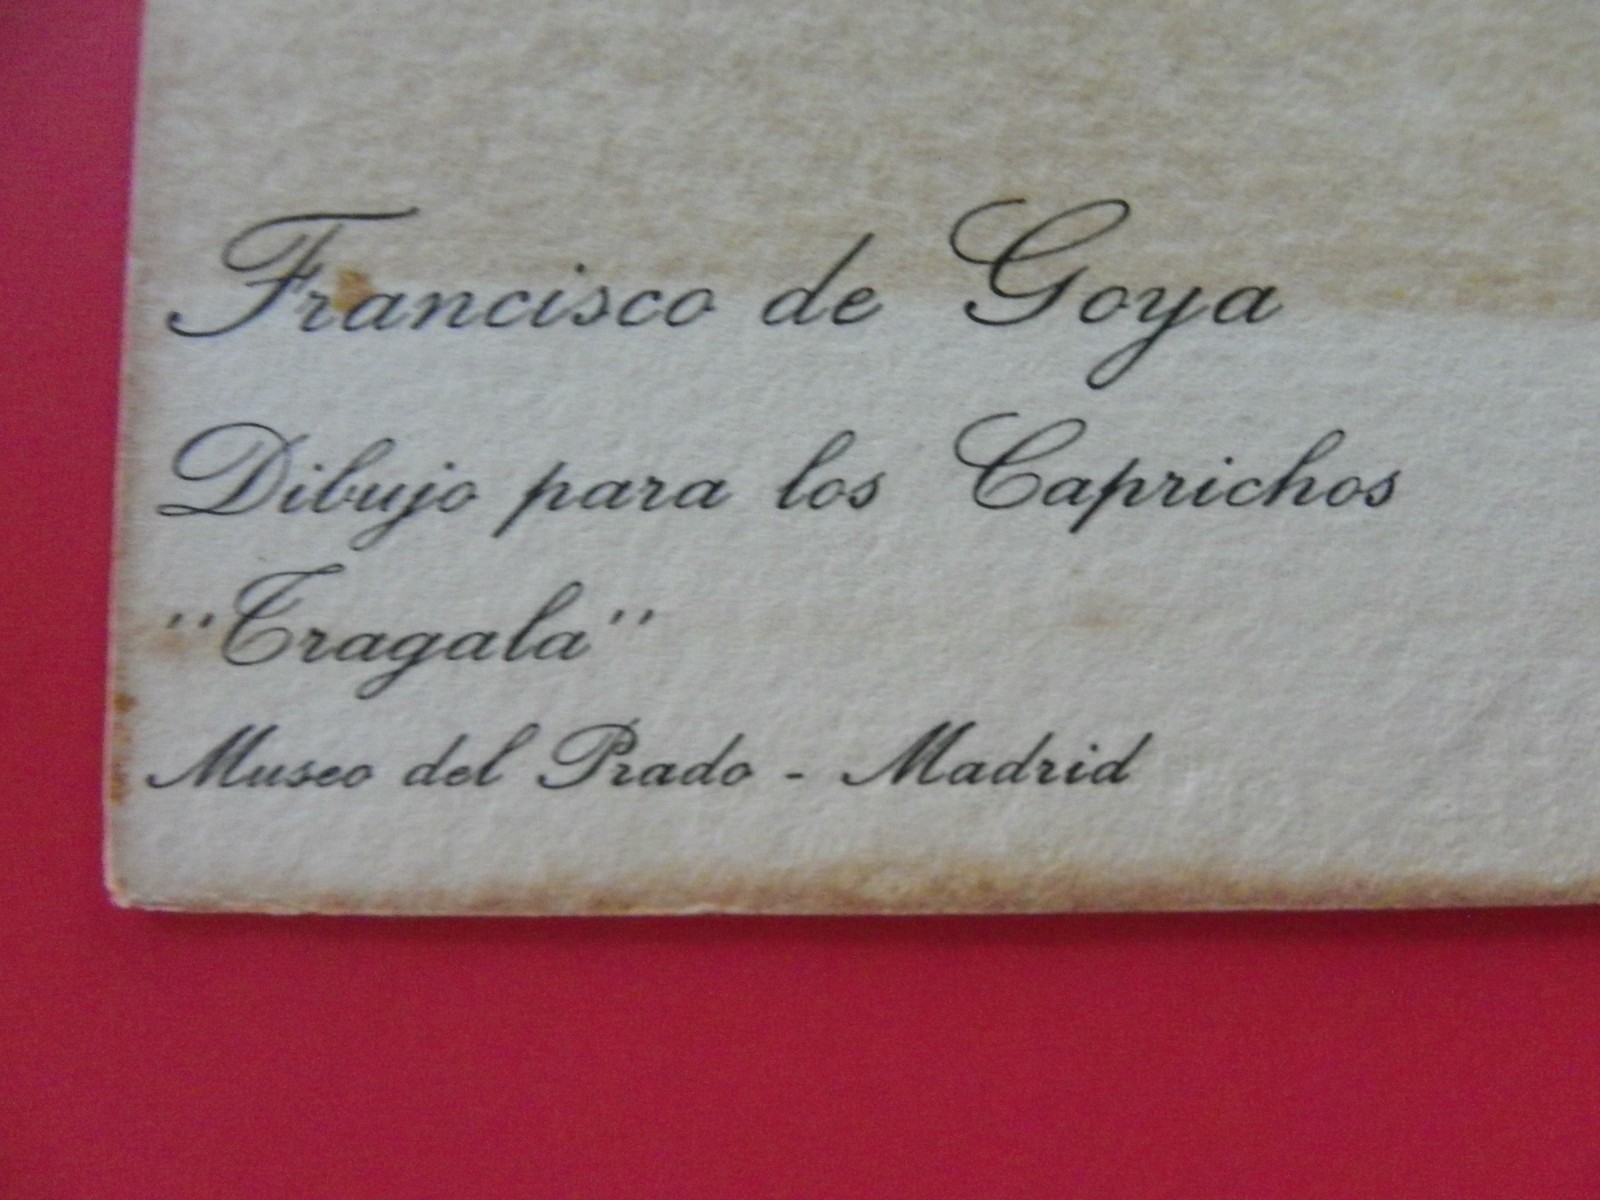 Francisco de Goya
Dibujo para los Caprichos
"Tragala"
Museo del Prado - Madrid